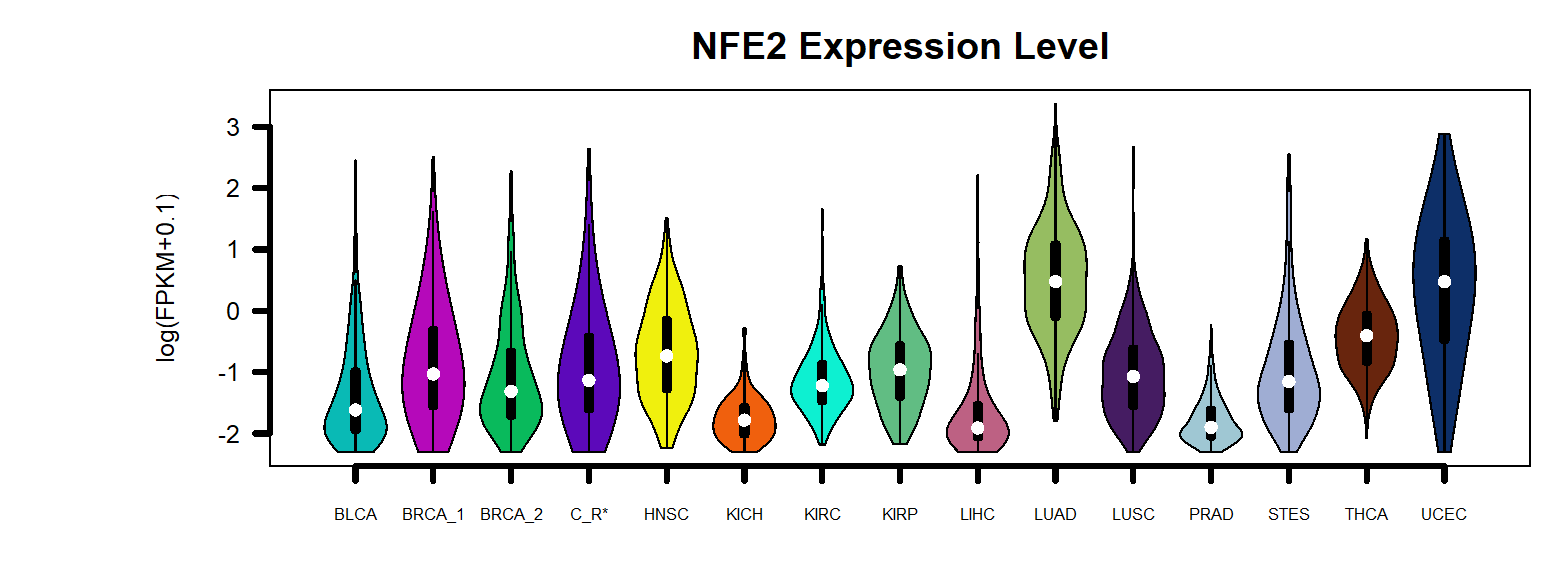 NFE2 Expression Level
log(FPKM+0.1)
3
2
1
0
-1
-2
BLCA BRCA_1 BRCA_2 C_R* HNSC KICH KIRC KIRP LIHC LUAD LUSC PRAD STES THCA UCEC